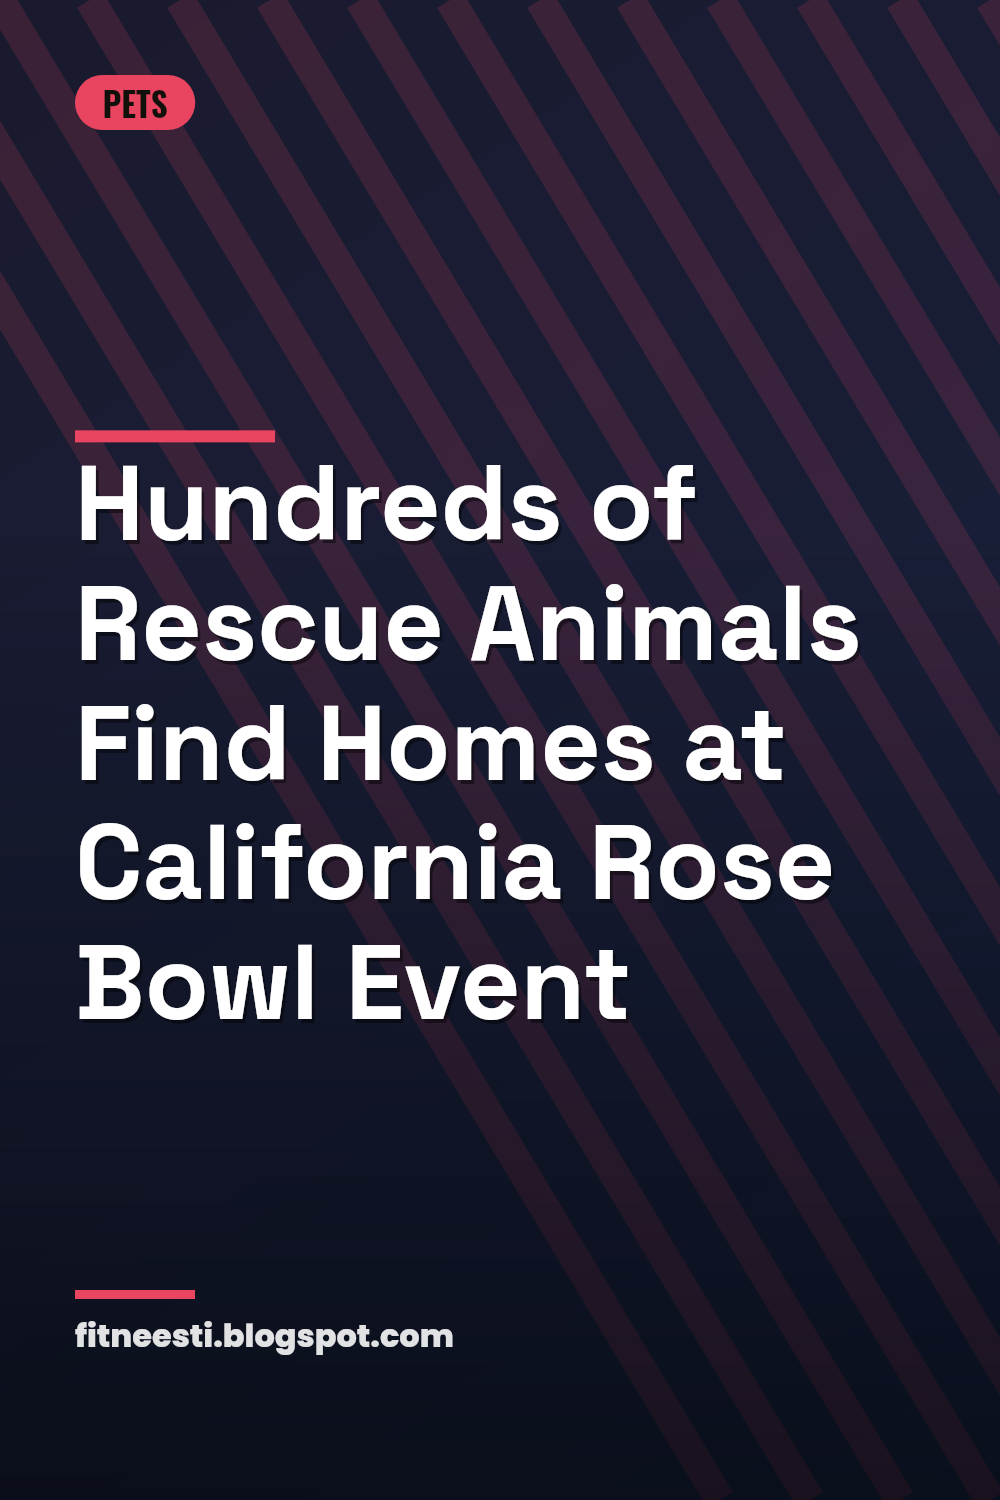 PETS
Hundreds of
Rescue Animals
Find Homes at
California Rose
Bowl Event
fitneesti.blogspot.com